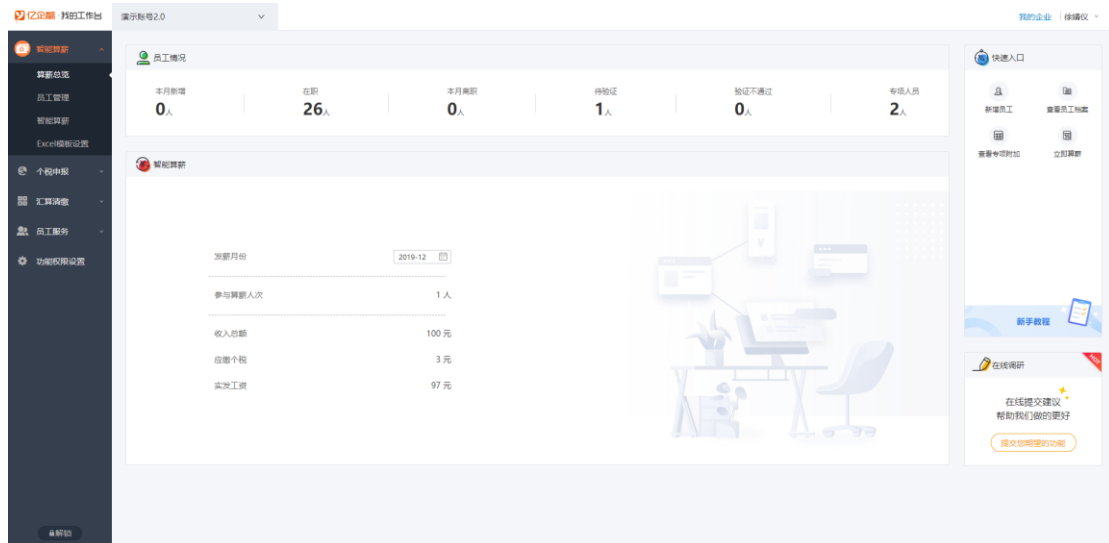 亿企赢·我的工作台
演示账号2.0
我的企业
徐嬙仪
智能算薪
算薪总览
员工管理
智能算薪
Excel模板设置
个税申报
汇算清缴
员工服务
功能权限设置
解锁
员工情况
本月新增 在职 本月离职 待验证 验证不通过 专项人员
0人 26人 0人 1人 0人 2人
智能算薪
发薪月份 2019-12
参与算薪人次 1 人
收入总额 100 元
应缴个税 3 元
实发工资 97 元
快速入口
新增员工 查看员工档案
查看专项附加 立即算薪
新手教程
在线调研
HOT
在线提交建议
帮助我们做的更好
提交您期望的功能